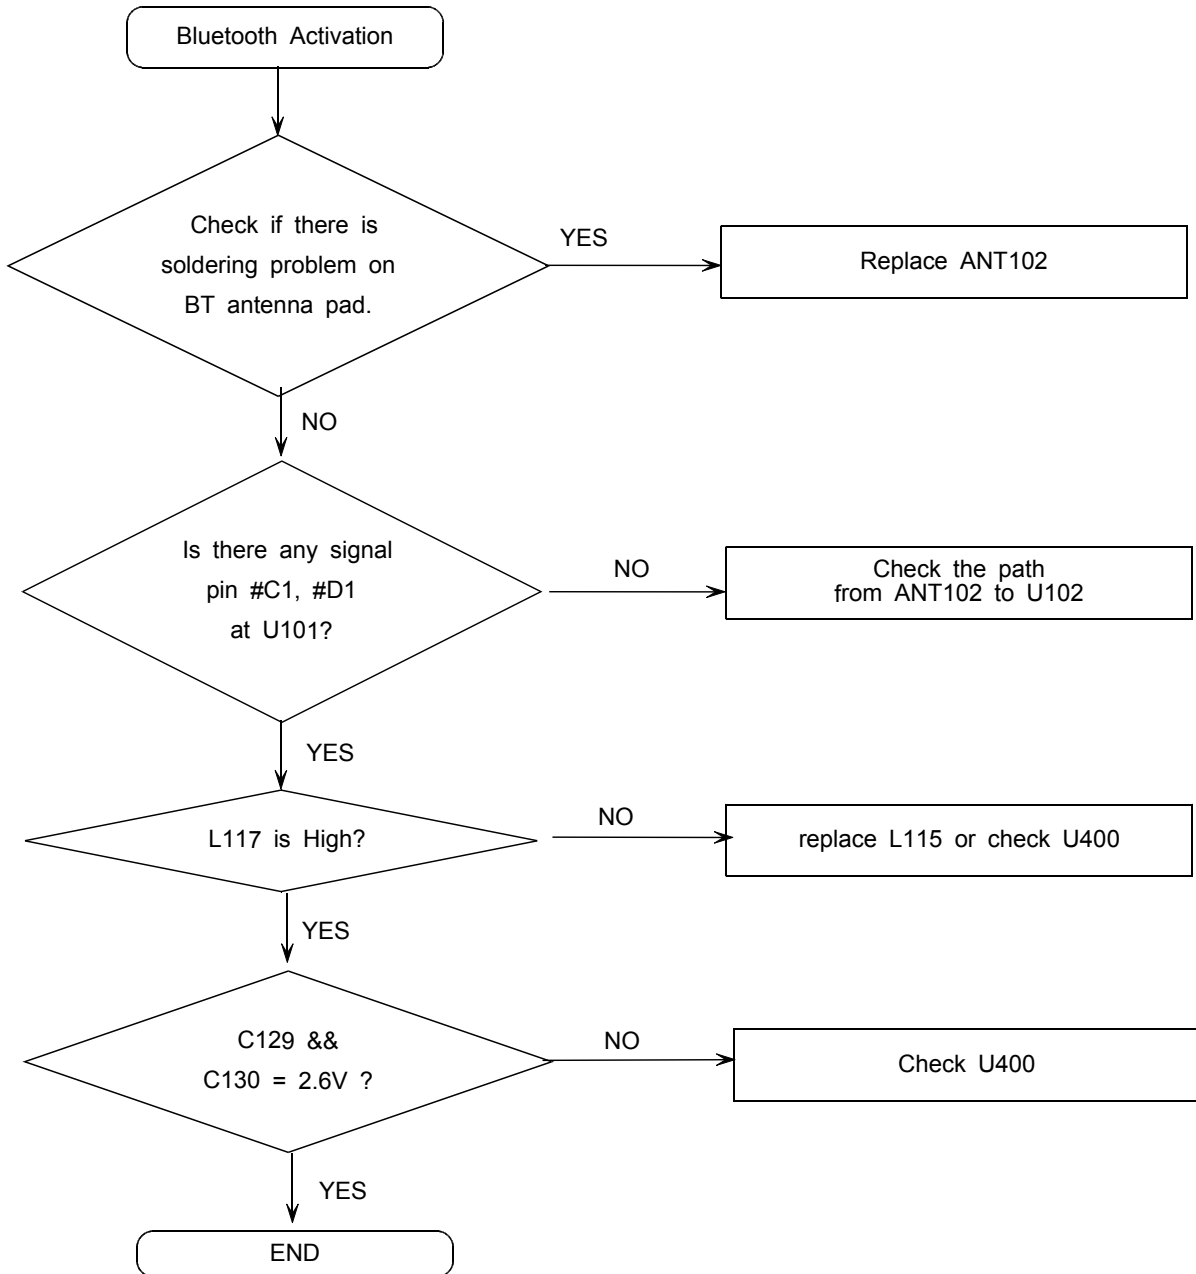 Bluetooth Activation
Check if there is
soldering problem on
BT antenna pad.
YES
Replace ANT102
NO
Is there any signal
pin #C1, #D1
at U101?
NO
Check the path
from ANT102 to U102
YES
L117 is High?
NO
replace L115 or check U400
YES
C129 &&
C130 = 2.6V ?
NO
Check U400
YES
END